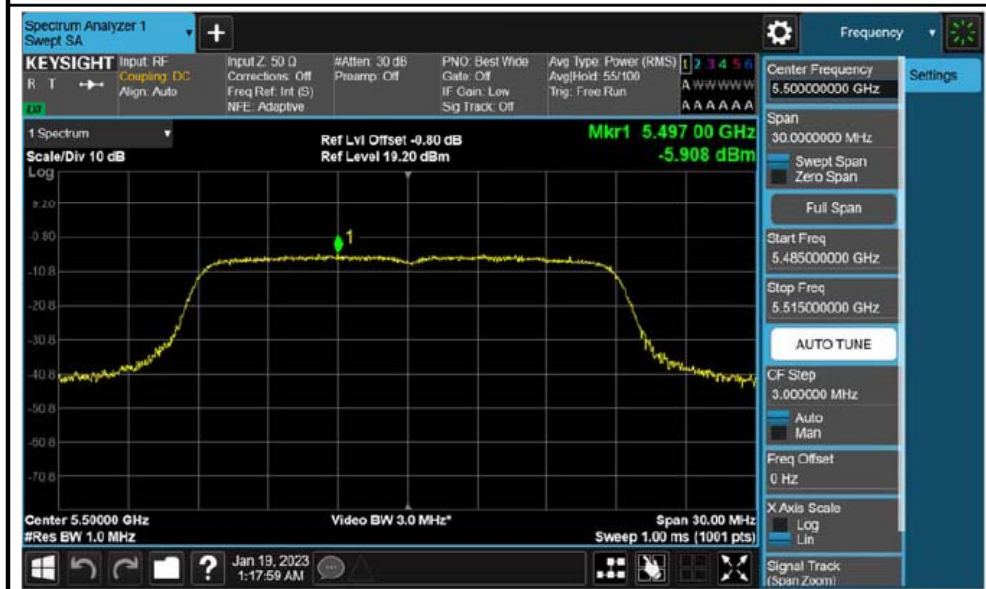 Spectrum Analyzer 1
Swept SA
Frequency
KEYSIGHT
R T
LXI
Input: RF
Coupling: DC
Align: Auto
Input Z: 50 Ω
Corrections: Off
Freq Ref: Int (S)
NFE: Adaptive
#Atten: 30 dB
Preamp: Off
PNO: Best Wide
Gate: Off
IF Gain: Low
Sig Track: Off
Avg Type: Power (RMS)
Avg|Hold: 55/100
Trig: Free Run
1 2 3 4 5 6
A W W W W W
A A A A A A
1 Spectrum
Scale/Div 10 dB
Log
Ref Lvl Offset -0.80 dB
Ref Level 19.20 dBm
Mkr1 5.497 00 GHz
-5.908 dBm
9.20
-0.80
-10.8
-20.8
-30.8
-40.8
-50.8
-60.8
-70.8
1
Center 5.50000 GHz
#Res BW 1.0 MHz
Video BW 3.0 MHz*
Span 30.00 MHz
Sweep 1.00 ms (1001 pts)
Jan 19, 2023
1:17:59 AM
Center Frequency
5.500000000 GHz
Settings
Span
30.0000000 MHz
Swept Span
Zero Span
Full Span
Start Freq
5.485000000 GHz
Stop Freq
5.515000000 GHz
AUTO TUNE
CF Step
3.000000 MHz
Auto
Man
Freq Offset
0 Hz
X Axis Scale
Log
Lin
Signal Track
(Span Zoom)